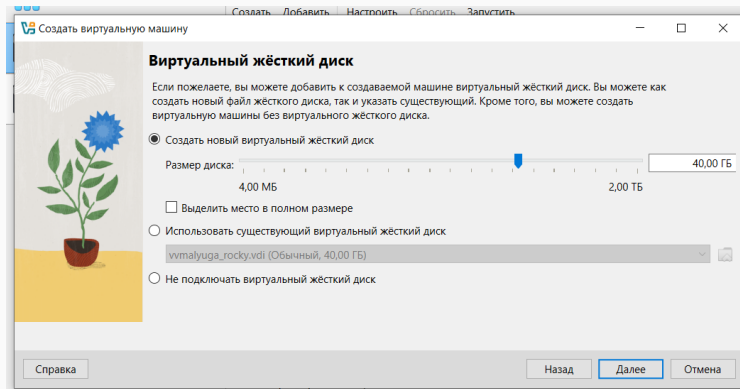 Создать Добавить Настроить Сбросить Запустить
Создать виртуальную машину
Виртуальный жёсткий диск
Если пожелаете, вы можете добавить к создаваемой машине виртуальный жёсткий диск. Вы можете как
создать новый файл жёсткого диска, так и указать существующий. Кроме того, вы можете создать
виртуальную машины без виртуального жёсткого диска.
Создать новый виртуальный жёсткий диск
Размер диска: 40,00 ГБ
4,00 МБ 2,00 ТБ
Выделить место в полном размере
Использовать существующий виртуальный жёсткий диск
vvmalyuga_rocky.vdi (Обычный, 40,00 ГБ)
Не подключать виртуальный жёсткий диск
Справка Назад Далее Отмена